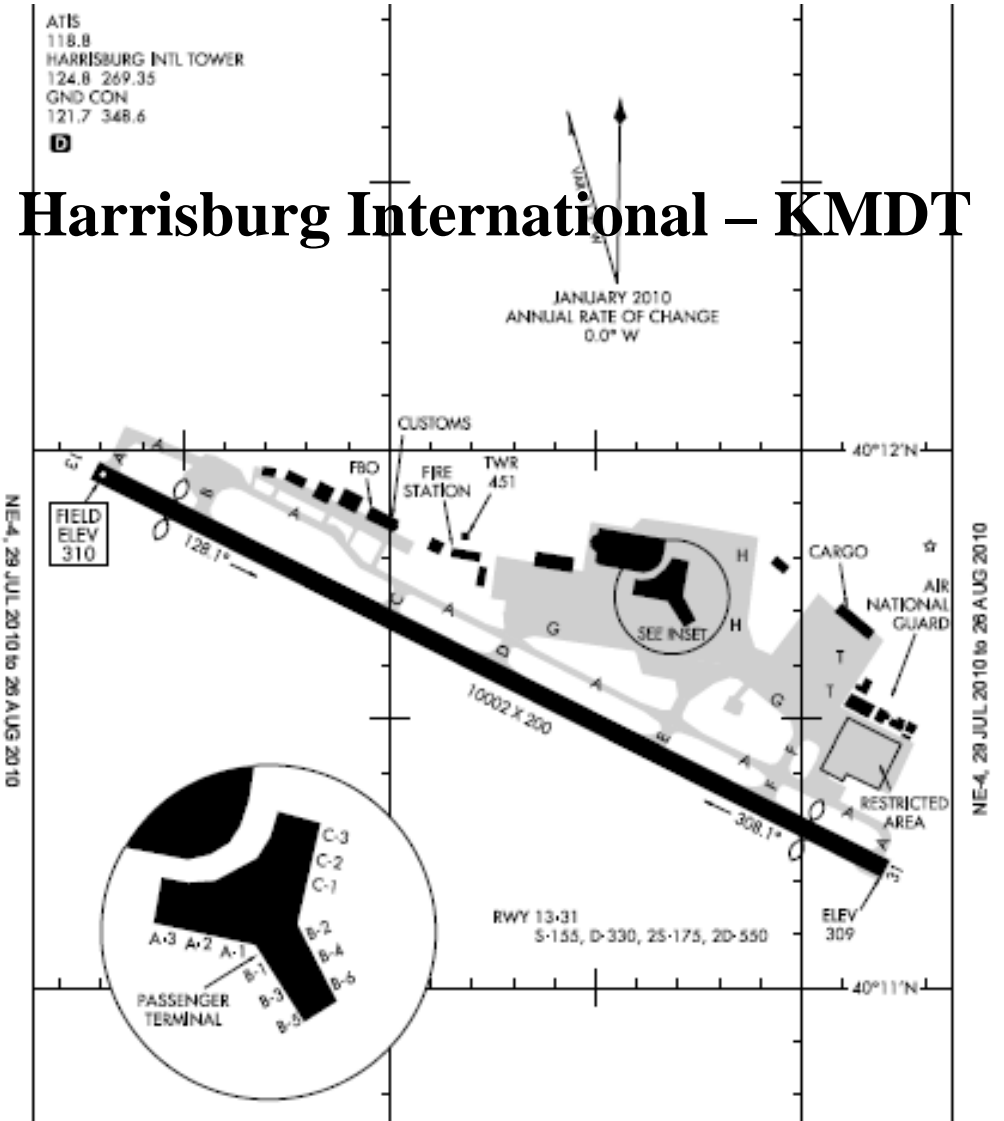 ATIS
118.8
HARRISBURG INTL TOWER
124.8 269.35
GND CON
121.7 348.6
D
Harrisburg International – KMDT
JANUARY 2010
ANNUAL RATE OF CHANGE
0.0° W
CUSTOMS
40°12'N
FBO
FIRE
STATION
TWR
451
13
A
A
FIELD
ELEV
310
B
A
128.1°
CARGO
AIR
NATIONAL
GUARD
H
H
SEE INSET
C
A
G
D
A
T
T
G
10002 X 200
E
A
F
F
A
A
RESTRICTED
AREA
308.1°
31
ELEV
309
RWY 13-31
S-155, D-330, 2S-175, 2D-550
40°11'N
C-3
C-2
C-1
A-3 A-2 A-1
B-2
B-4
B-6
B-1
B-3
B-5
PASSENGER
TERMINAL
NE-4, 29 JUL 2010 to 26 AUG 2010
NE-4, 29 JUL 2010 to 26 AUG 2010